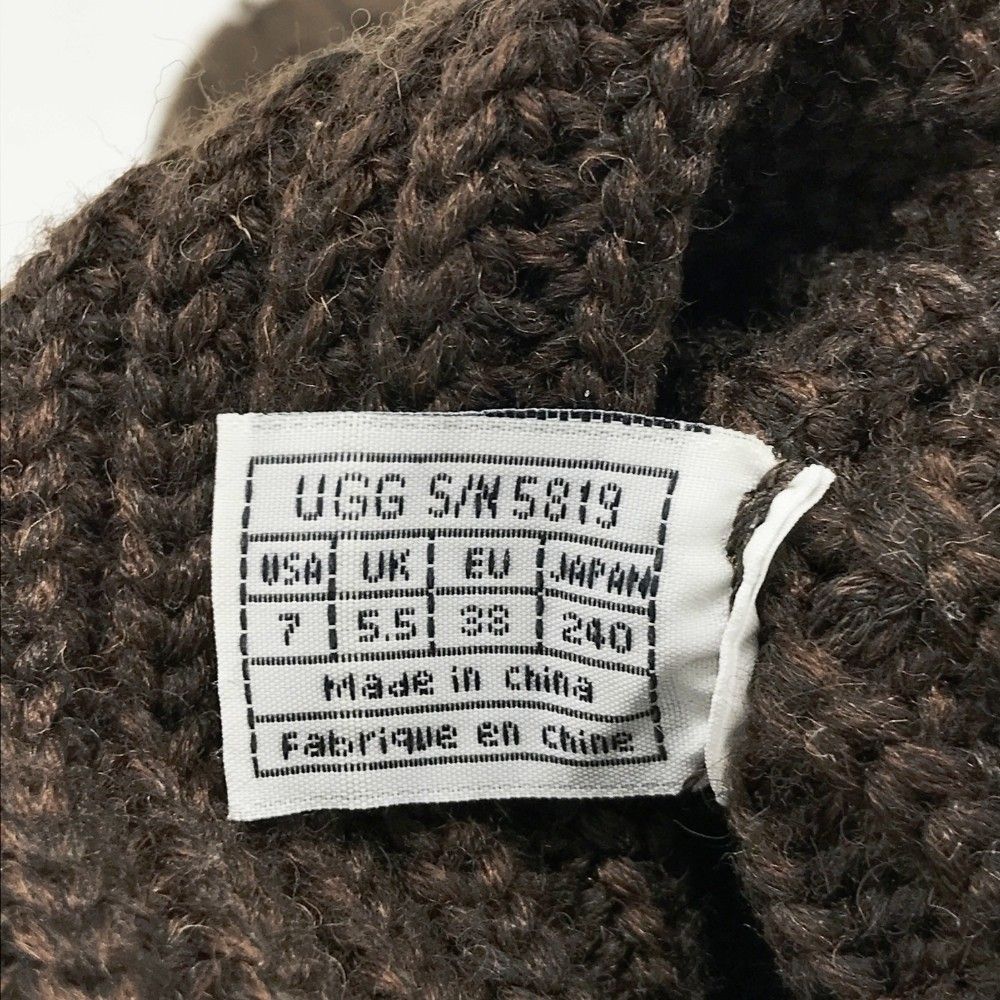 UGG S/N 5819
USA UK EU JAPAN
7 5.5 38 240
Made in China
Fabrique en Chine